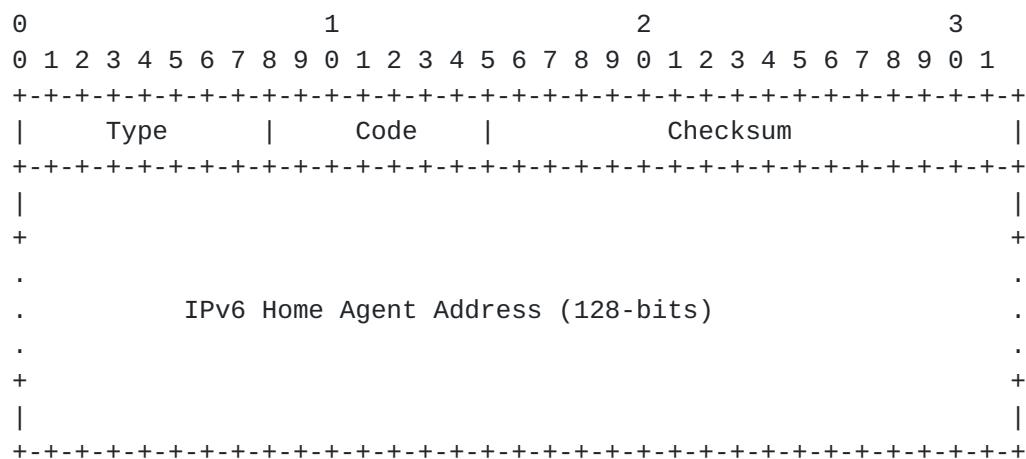 0                   1                   2                   3
0 1 2 3 4 5 6 7 8 9 0 1 2 3 4 5 6 7 8 9 0 1 2 3 4 5 6 7 8 9 0 1
+-+-+-+-+-+-+-+-+-+-+-+-+-+-+-+-+-+-+-+-+-+-+-+-+-+-+-+-+-+-+-+-+
|     Type      |     Code    |           Checksum              |
+-+-+-+-+-+-+-+-+-+-+-+-+-+-+-+-+-+-+-+-+-+-+-+-+-+-+-+-+-+-+-+-+
|                                                               |
+                                                               +
.                                                               .
.          IPv6 Home Agent Address (128-bits)                   .
.                                                               .
+                                                               +
|                                                               |
+-+-+-+-+-+-+-+-+-+-+-+-+-+-+-+-+-+-+-+-+-+-+-+-+-+-+-+-+-+-+-+-+